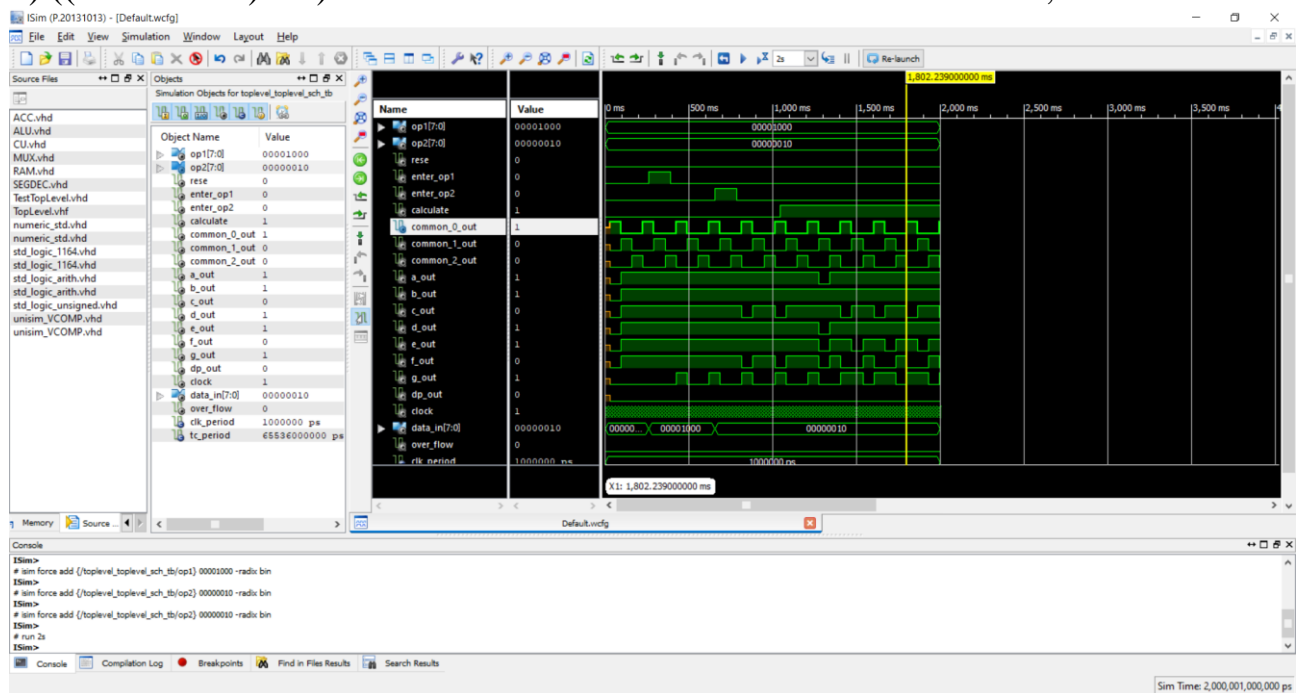 ISim (P.20131013) - [Default.wcfg]
File Edit View Simulation Window Layout Help
2s Re-launch
Source Files
ACC.vhd
ALU.vhd
CU.vhd
MUX.vhd
RAM.vhd
SEGDEC.vhd
TestTopLevel.vhd
TopLevel.vhf
numeric_std.vhd
numeric_std.vhd
std_logic_1164.vhd
std_logic_1164.vhd
std_logic_arith.vhd
std_logic_arith.vhd
std_logic_unsigned.vhd
unisim_VCOMP.vhd
unisim_VCOMP.vhd
Memory Source ...
Objects
Simulation Objects for toplevel_toplevel_sch_tb
Object Name Value
op1[7:0] 00001000
op2[7:0] 00000010
rese 0
enter_op1 0
enter_op2 0
calculate 1
common_0_out 1
common_1_out 0
common_2_out 0
a_out 1
b_out 1
c_out 0
d_out 1
e_out 1
f_out 0
g_out 1
dp_out 0
clock 1
data_in[7:0] 00000010
over_flow 0
clk_period 1000000 ps
tc_period 65536000000 ps
1,802.239000000 ms
Name Value 0 ms 500 ms 1,000 ms 1,500 ms 2,000 ms 2,500 ms 3,000 ms 3,500 ms 4
op1[7:0] 00001000 00001000
op2[7:0] 00000010 00000010
rese 0
enter_op1 0
enter_op2 0
calculate 1
common_0_out 1
common_1_out 0
common_2_out 0
a_out 1
b_out 1
c_out 0
d_out 1
e_out 1
f_out 0
g_out 1
dp_out 0
clock 1
data_in[7:0] 00000010 00000... 00001000 00000010
over_flow 0
clk_period 1000000 ps 1000000 ps
X1: 1,802.239000000 ms
Default.wcfg
Console
ISim>
# isim force add {/toplevel_toplevel_sch_tb/op1} 00001000 -radix bin
ISim>
# isim force add {/toplevel_toplevel_sch_tb/op2} 00000010 -radix bin
ISim>
# isim force add {/toplevel_toplevel_sch_tb/op2} 00000010 -radix bin
ISim>
# run 2s
ISim>
Console Compilation Log Breakpoints Find in Files Results Search Results
Sim Time: 2,000,001,000,000 ps